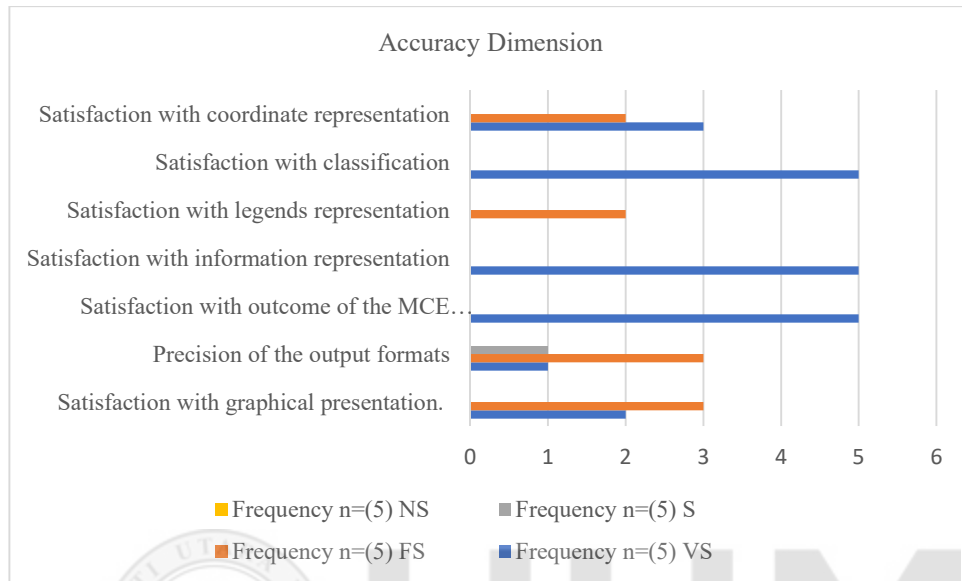 Accuracy Dimension
Satisfaction with coordinate representation
Satisfaction with classification
Satisfaction with legends representation
Satisfaction with information representation
Satisfaction with outcome of the MCE…
Precision of the output formats
Satisfaction with graphical presentation.
0 1 2 3 4 5 6
Frequency n=(5) NS Frequency n=(5) S
Frequency n=(5) FS Frequency n=(5) VS
UTA